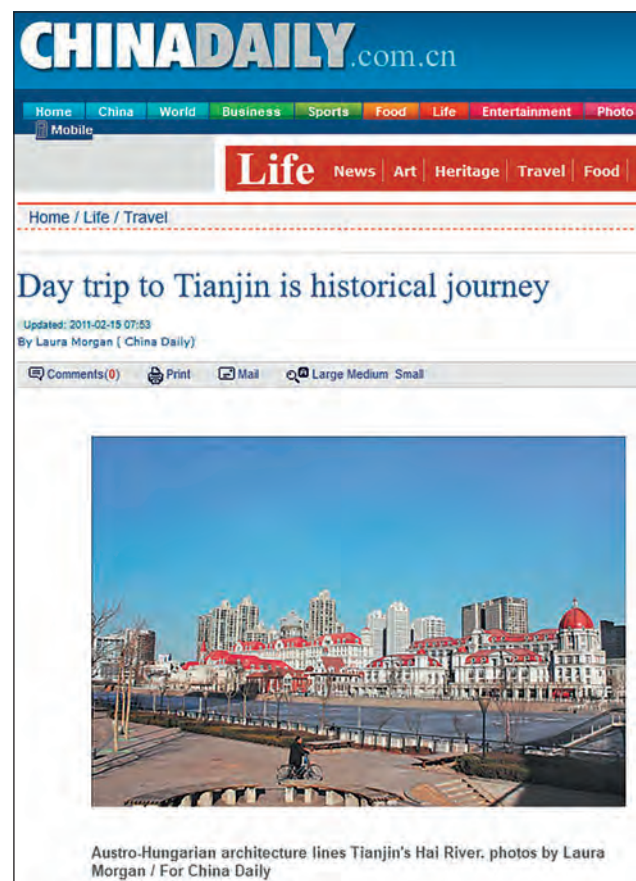 CHINADAILY.com.cn
Home China World Business Sports Food Life Entertainment Photo
Mobile
Life News Art Heritage Travel Food
Home / Life / Travel
Day trip to Tianjin is historical journey
Updated: 2011-02-15 07:53
By Laura Morgan ( China Daily)
Comments(0) Print Mail Large Medium Small
Austro-Hungarian architecture lines Tianjin's Hai River. photos by Laura
Morgan / For China Daily